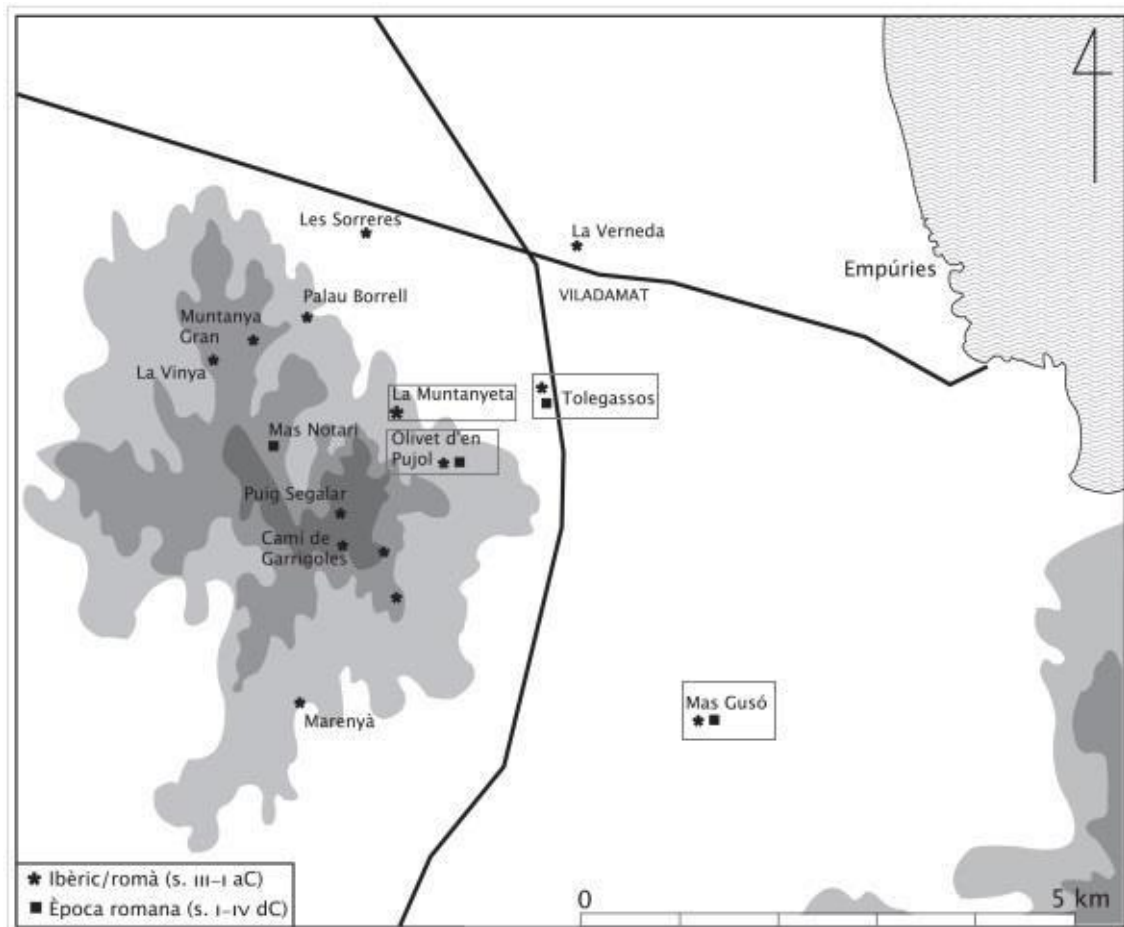 Les Sorreres
La Verneda
Empúries
VILADAMAT
Palau Borrell
Muntanya
Gran
La Vinya
La Muntanyeta
Tolegassos
Mas Notari
Olivet d'en
Pujol
Puig Segalar
Camí de
Garrigoles
Mas Gusó
Marenyà
Ibèric/romà (s. III–I aC)
Època romana (s. I–IV dC)
0
5 km